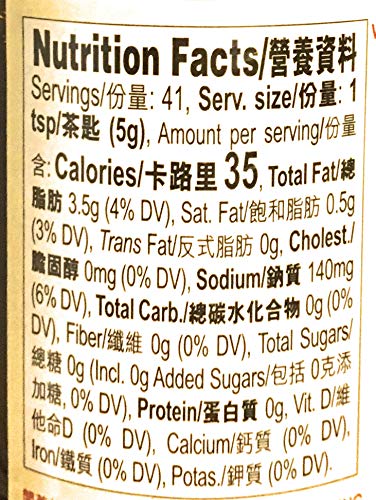 Nutrition Facts/營養資料
Servings/份量: 41, Serv. size/份量: 1
tsp/茶匙 (5g), Amount per serving/份量
含: Calories/卡路里 35, Total Fat/總
脂肪 3.5g (4% DV), Sat. Fat/飽和脂肪 0.5g
(3% DV), Trans Fat/反式脂肪 0g, Cholest./
膽固醇 0mg (0% DV), Sodium/鈉質 140mg
(6% DV), Total Carb./總碳水化合物 0g (0%
DV), Fiber/纖維 0g (0% DV), Total Sugars/
總糖 0g (Incl. 0g Added Sugars/包括 0克添
加糖, 0% DV), Protein/蛋白質 0g, Vit. D/維
他命D (0% DV), Calcium/鈣質 (0% DV),
Iron/鐵質 (0% DV), Potas./鉀質 (0% DV).